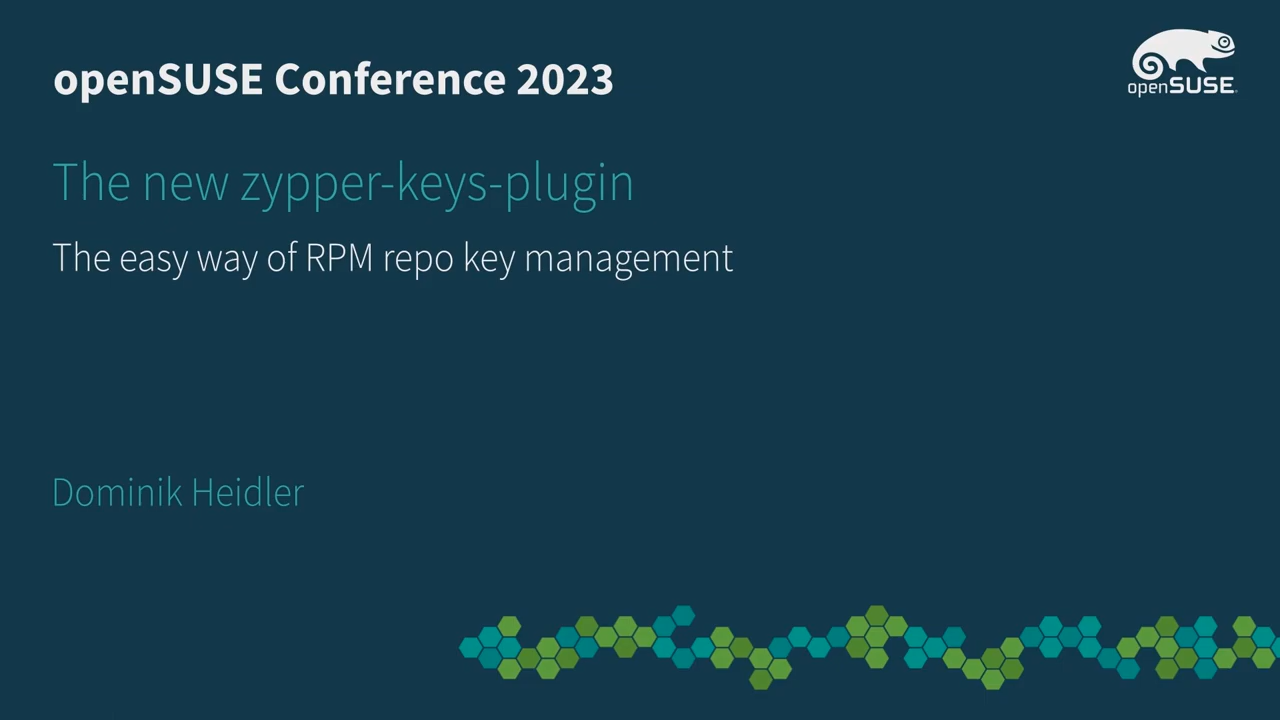 openSUSE Conference 2023
openSUSE
The new zypper-keys-plugin
The easy way of RPM repo key management
Dominik Heidler